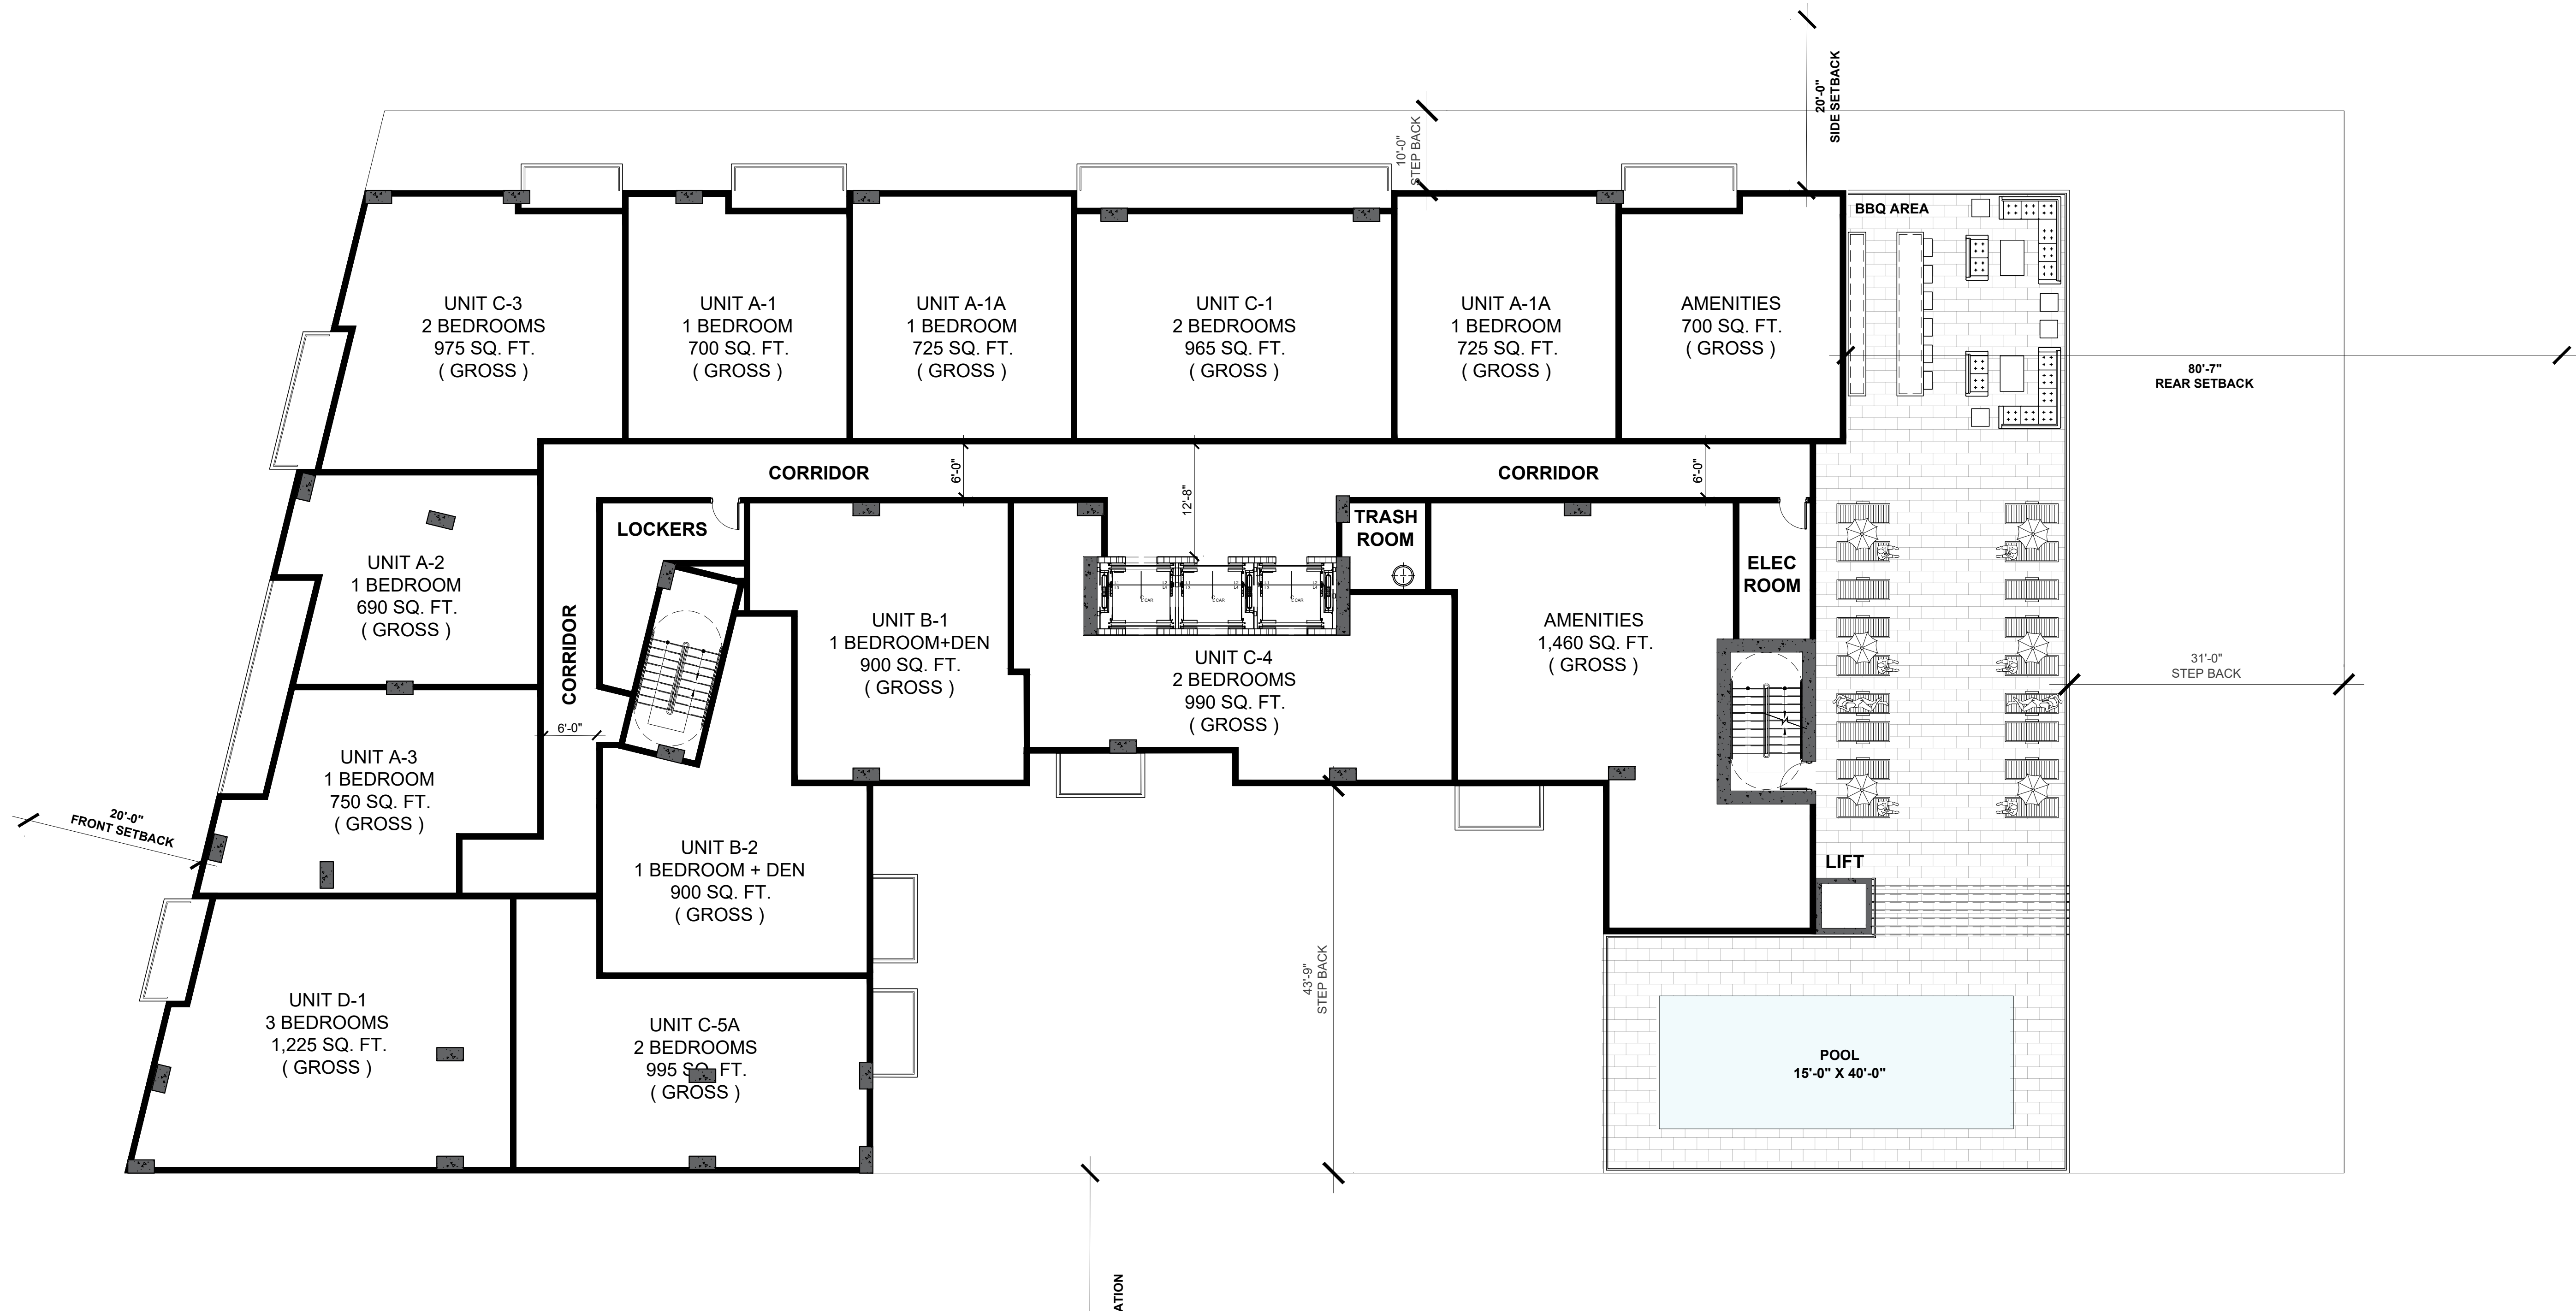 20'-0"
SIDE SETBACK
10'-0"
STEP BACK
BBQ AREA
UNIT C-3
2 BEDROOMS
975 SQ. FT.
( GROSS )
UNIT A-1
1 BEDROOM
700 SQ. FT.
( GROSS )
UNIT A-1A
1 BEDROOM
725 SQ. FT.
( GROSS )
UNIT C-1
2 BEDROOMS
965 SQ. FT.
( GROSS )
UNIT A-1A
1 BEDROOM
725 SQ. FT.
( GROSS )
AMENITIES
700 SQ. FT.
( GROSS )
80'-7"
REAR SETBACK
CORRIDOR
6'-0"
12'-8"
CORRIDOR
6'-0"
LOCKERS
TRASH
ROOM
ELEC
ROOM
UNIT A-2
1 BEDROOM
690 SQ. FT.
( GROSS )
CORRIDOR
6'-0"
UNIT B-1
1 BEDROOM+DEN
900 SQ. FT.
( GROSS )
C CAR
C CAR
C CAR
UNIT C-4
2 BEDROOMS
990 SQ. FT.
( GROSS )
AMENITIES
1,460 SQ. FT.
( GROSS )
31'-0"
STEP BACK
UNIT A-3
1 BEDROOM
750 SQ. FT.
( GROSS )
20'-0"
FRONT SETBACK
UNIT B-2
1 BEDROOM + DEN
900 SQ. FT.
( GROSS )
LIFT
43'-9"
STEP BACK
UNIT D-1
3 BEDROOMS
1,225 SQ. FT.
( GROSS )
UNIT C-5A
2 BEDROOMS
995 SQ. FT.
( GROSS )
POOL
15'-0" X 40'-0"
ATION